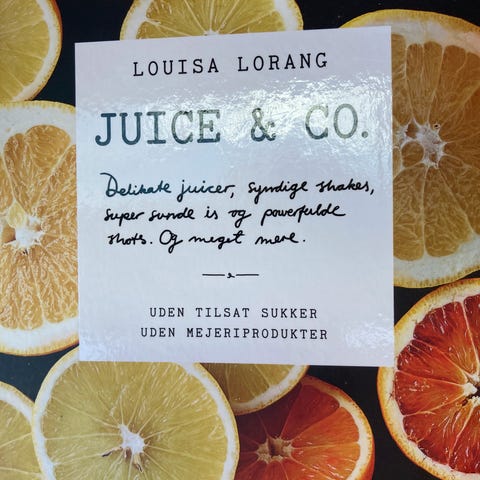 LOUISA LORANG
JUICE & CO.
Delikate juicer, syndige shakes,
super sunde is og powerfulde
shots. Og meget mere.
UDEN TILSAT SUKKER
UDEN MEJERIPRODUKTER